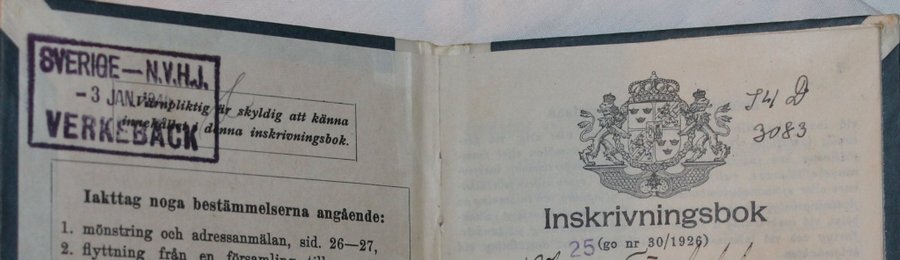 SVERIGE—N.V.H.J.
-3 JAN.
VERKEBÄCK
Värnpliktig är skyldig att känna
innehållet i denna inskrivningsbok.
Iakttag noga bestämmelserna angående:
1. mönstring och adressanmälan, sid. 26—27,
2. flyttning från en församling
D
3083
Inskrivningsbok
25 (go nr 30/1926)